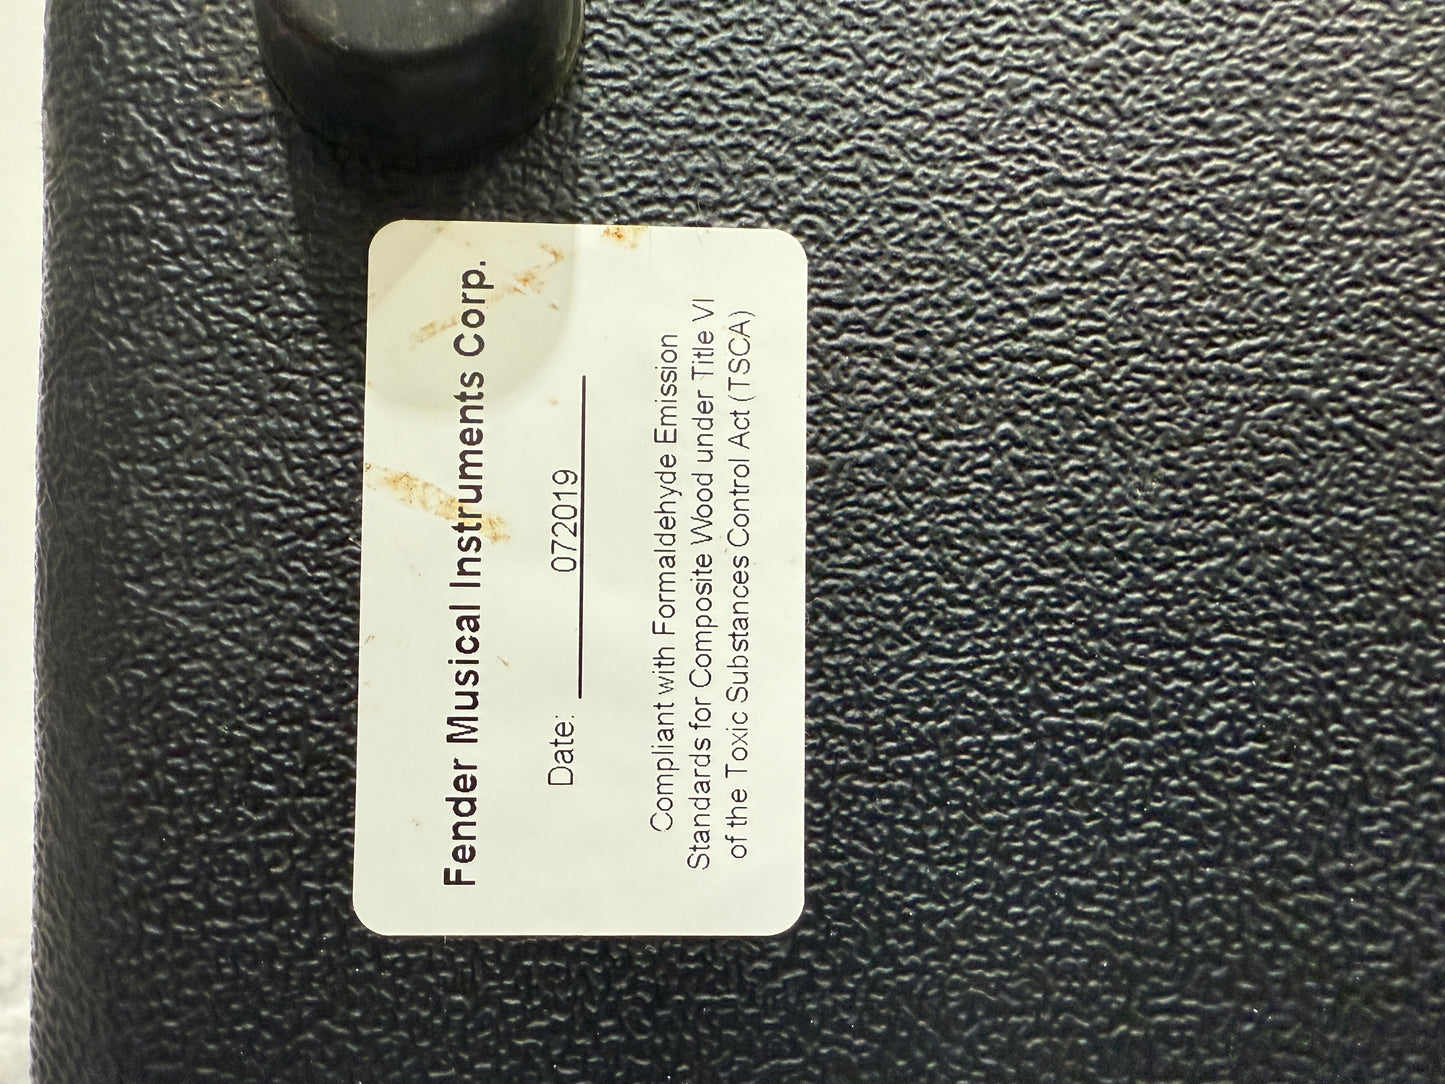 Fender Musical Instruments Corp.
Date: 072019
Compliant with Formaldehyde Emission
Standards for Composite Wood under Title VI
of the Toxic Substances Control Act (TSCA)